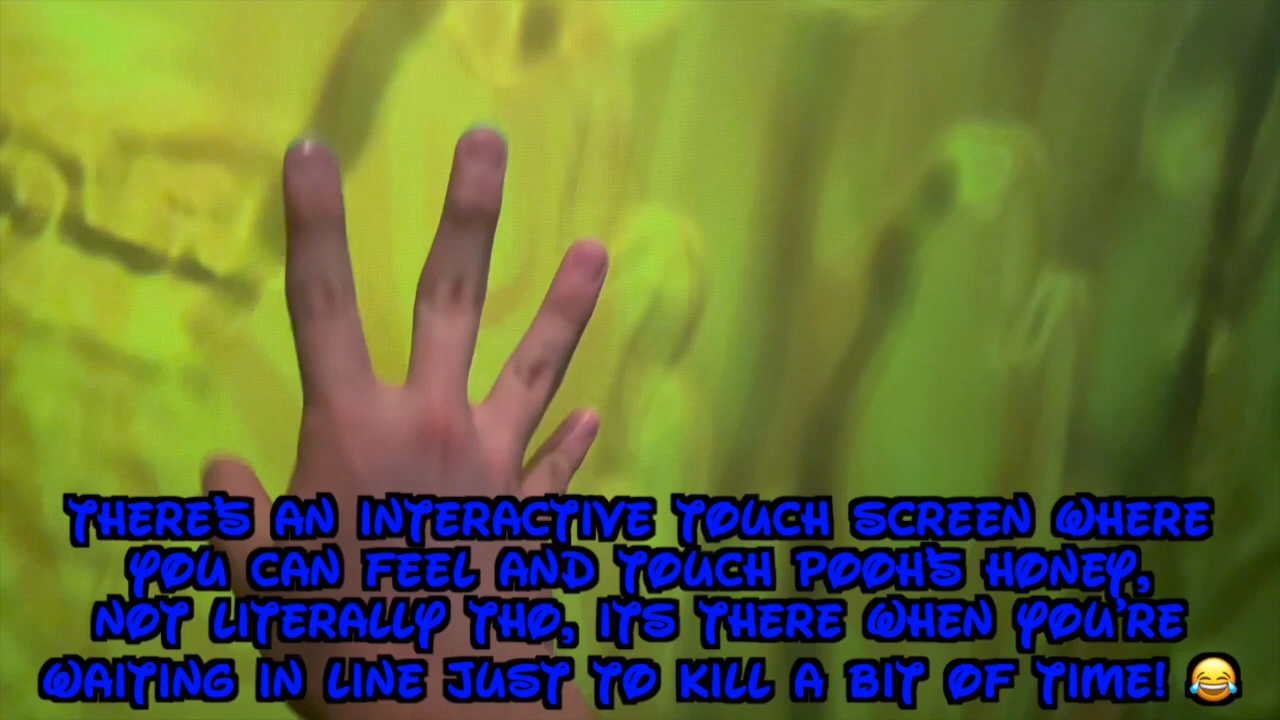 THERE'S AN INTERACTIVE TOUCH SCREEN WHERE
YOU CAN FEEL AND TOUCH POOH'S HONEY,
NOT LITERALLY THO, ITS THERE WHEN YOU'RE
WAITING IN LINE JUST TO KILL A BIT OF TIME! 😂